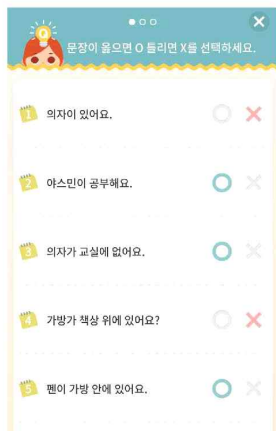 문장이 옳으면 O 틀리면 X를 선택하세요.
1 의자이 있어요.
2 야스민이 공부해요.
3 의자가 교실에 없어요.
4 가방가 책상 위에 있어요?
5 펜이 가방 안에 있어요.